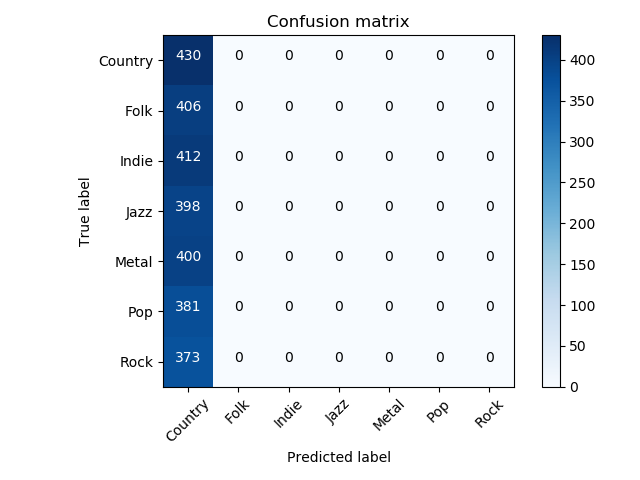 Confusion matrix
Country 430 0 0 0 0 0 0
Folk 406 0 0 0 0 0 0
Indie 412 0 0 0 0 0 0
Jazz 398 0 0 0 0 0 0
Metal 400 0 0 0 0 0 0
Pop 381 0 0 0 0 0 0
Rock 373 0 0 0 0 0 0
Country Folk Indie Jazz Metal Pop Rock
Predicted label
True label
400
350
300
250
200
150
100
50
0